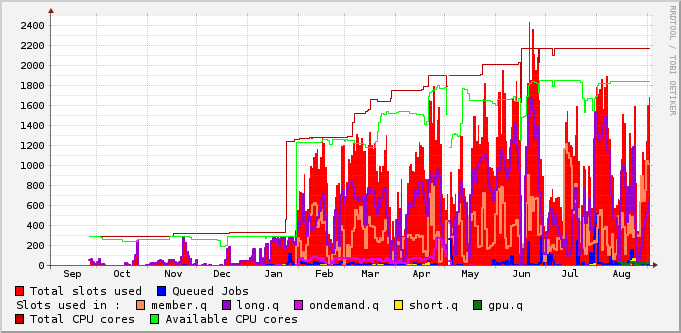 RRDTOOL / TOBI OETIKER
2400
2200
2000
1800
1600
1400
1200
1000
800
600
400
200
0
Sep Oct Nov Dec Jan Feb Mar Apr May Jun Jul Aug
Total slots used Queued Jobs
Slots used in : member.q long.q ondemand.q short.q gpu.q
Total CPU cores Available CPU cores